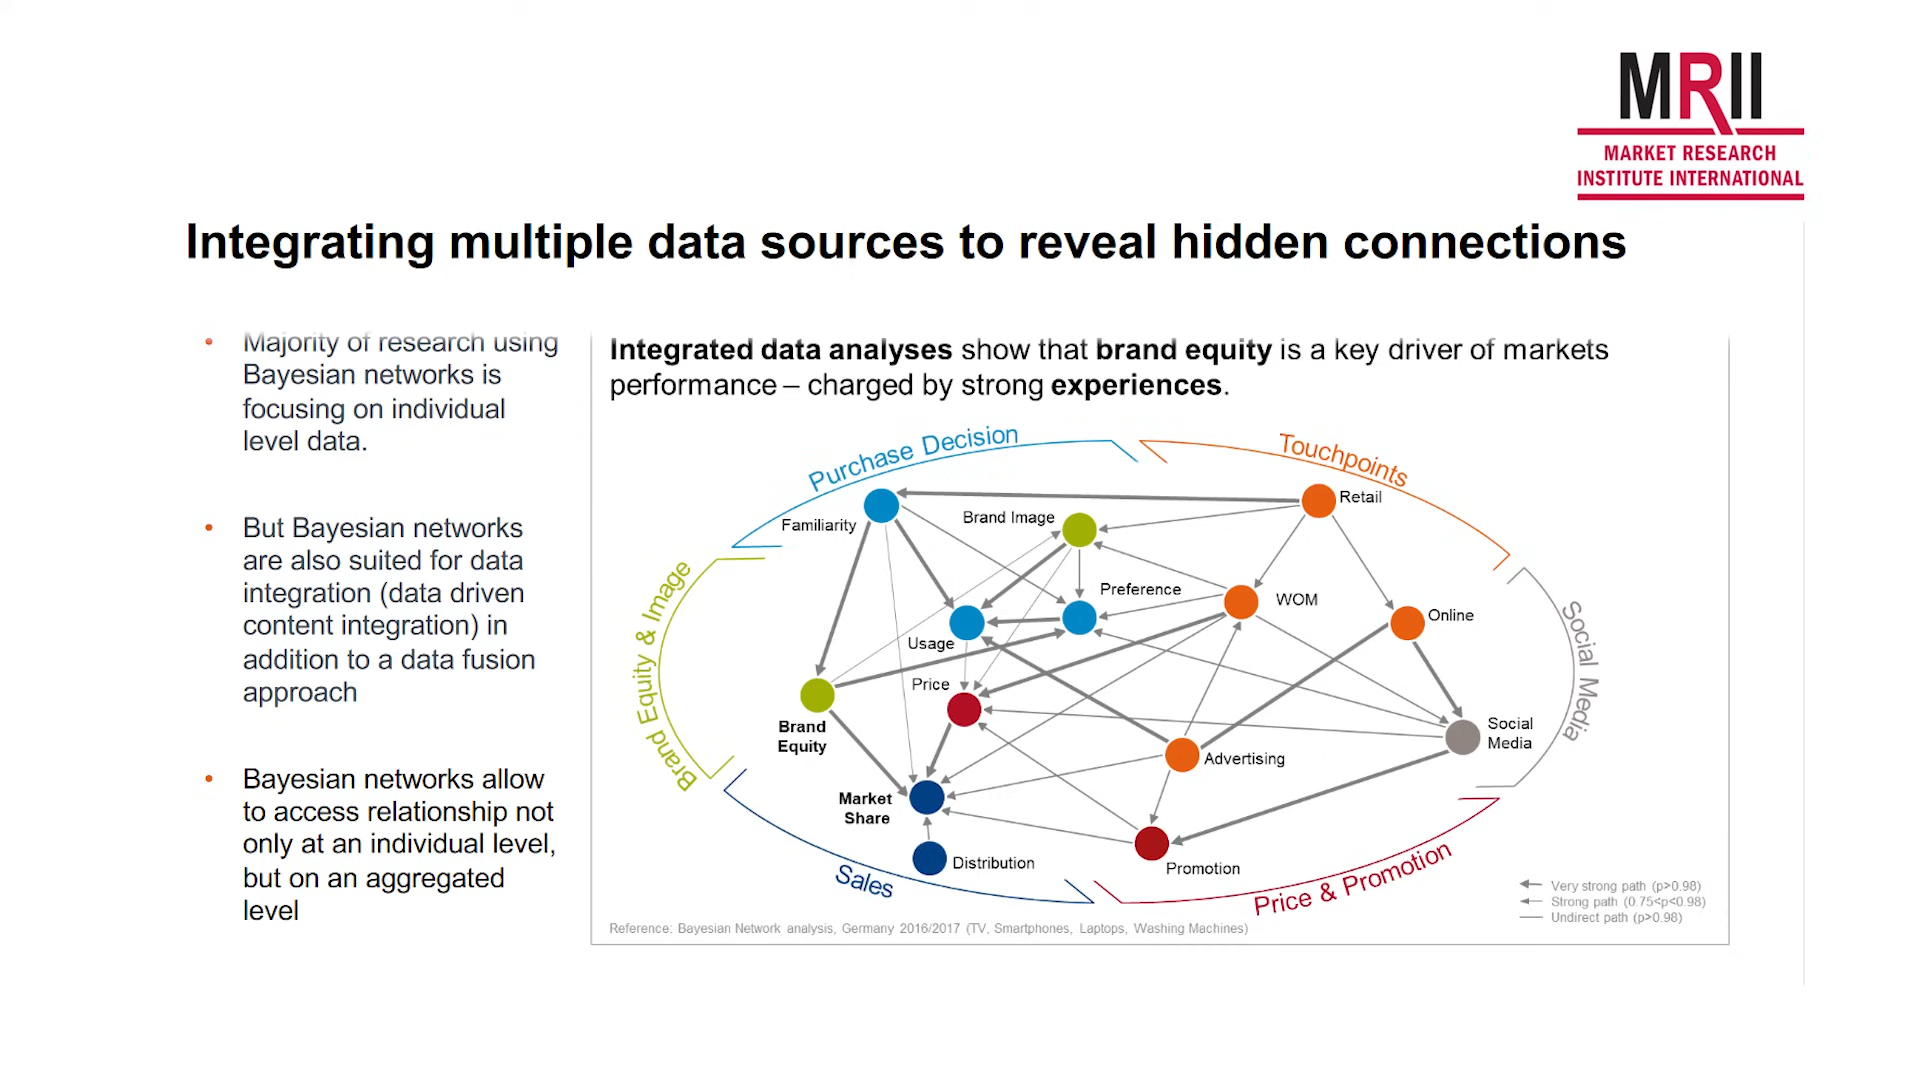 MRII
MARKET RESEARCH
INSTITUTE INTERNATIONAL
Integrating multiple data sources to reveal hidden connections
• Majority of research using
Bayesian networks is
focusing on individual
level data.
• But Bayesian networks
are also suited for data
integration (data driven
content integration) in
addition to a data fusion
approach
• Bayesian networks allow
to access relationship not
only at an individual level,
but on an aggregated
level
Integrated data analyses show that brand equity is a key driver of markets
performance – charged by strong experiences.
Purchase Decision
Touchpoints
Retail
Familiarity
Brand Image
Preference
WOM
Online
Usage
Brand Equity & Image
Social Media
Price
Brand
Equity
Social
Media
Advertising
Market
Share
Distribution
Promotion
Sales
Price & Promotion
Very strong path (p>0.98)
Strong path (0.75<p<0.98)
Undirect path (p>0.98)
Reference: Bayesian Network analysis, Germany 2016/2017 (TV, Smartphones, Laptops, Washing Machines)